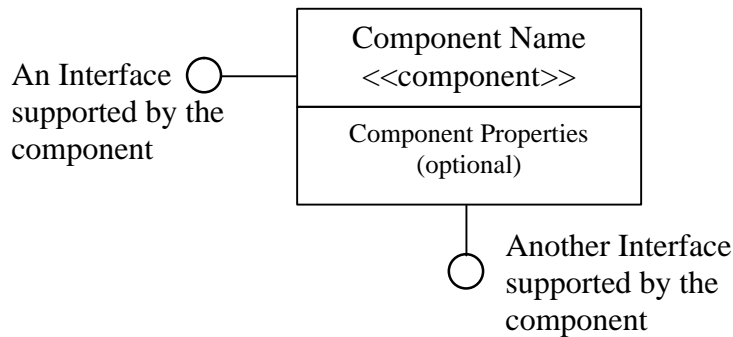 Component Name
<<component>>
An Interface
supported by the
component
Component Properties
(optional)
Another Interface
supported by the
component